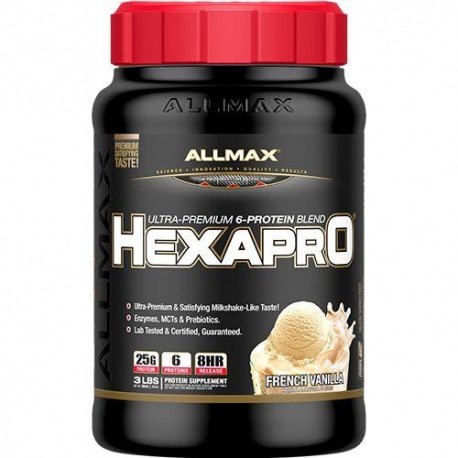 ALLMAX
PREMIUM
SATISFYING
TASTE!
ALLMAX
ALLMAX
SCIENCE • INNOVATION • QUALITY • RESULTS
ULTRA-PREMIUM 6-PROTEIN BLEND
HEXAPRO
• Ultra-Premium & Satisfying Milkshake-Like Taste!
• Enzymes, MCTs & Prebiotics.
• Lab Tested & Certified, Guaranteed.
25G
PROTEIN
6
PROTEINS
8HR
RELEASE
3 LBS
PROTEIN SUPPLEMENT
FRENCH VANILLA